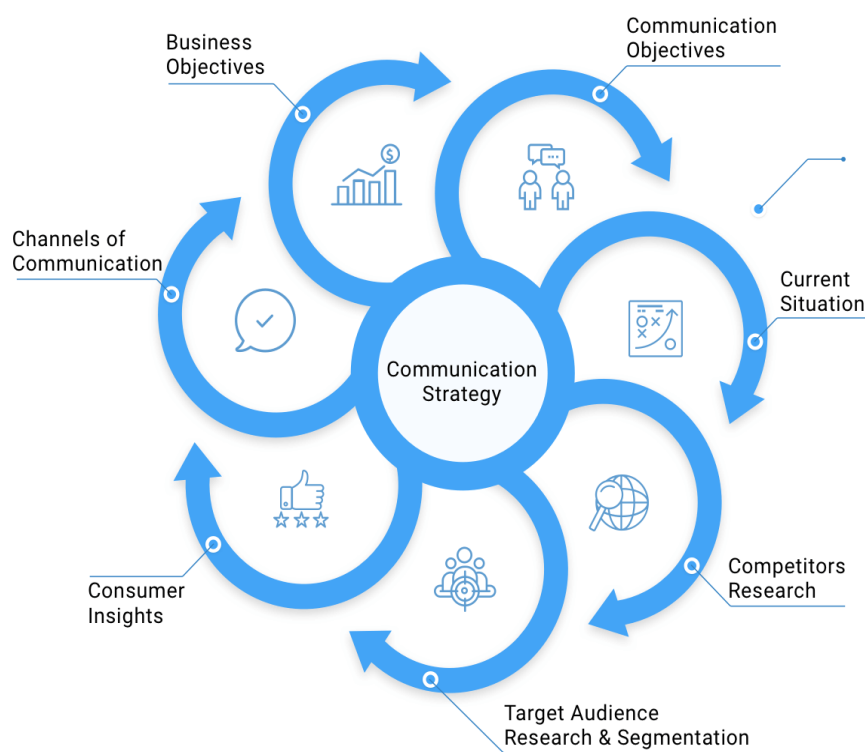 Business
Objectives
Communication
Objectives
Channels of
Communication
Current
Situation
Communication
Strategy
Consumer
Insights
Competitors
Research
Target Audience
Research & Segmentation
$